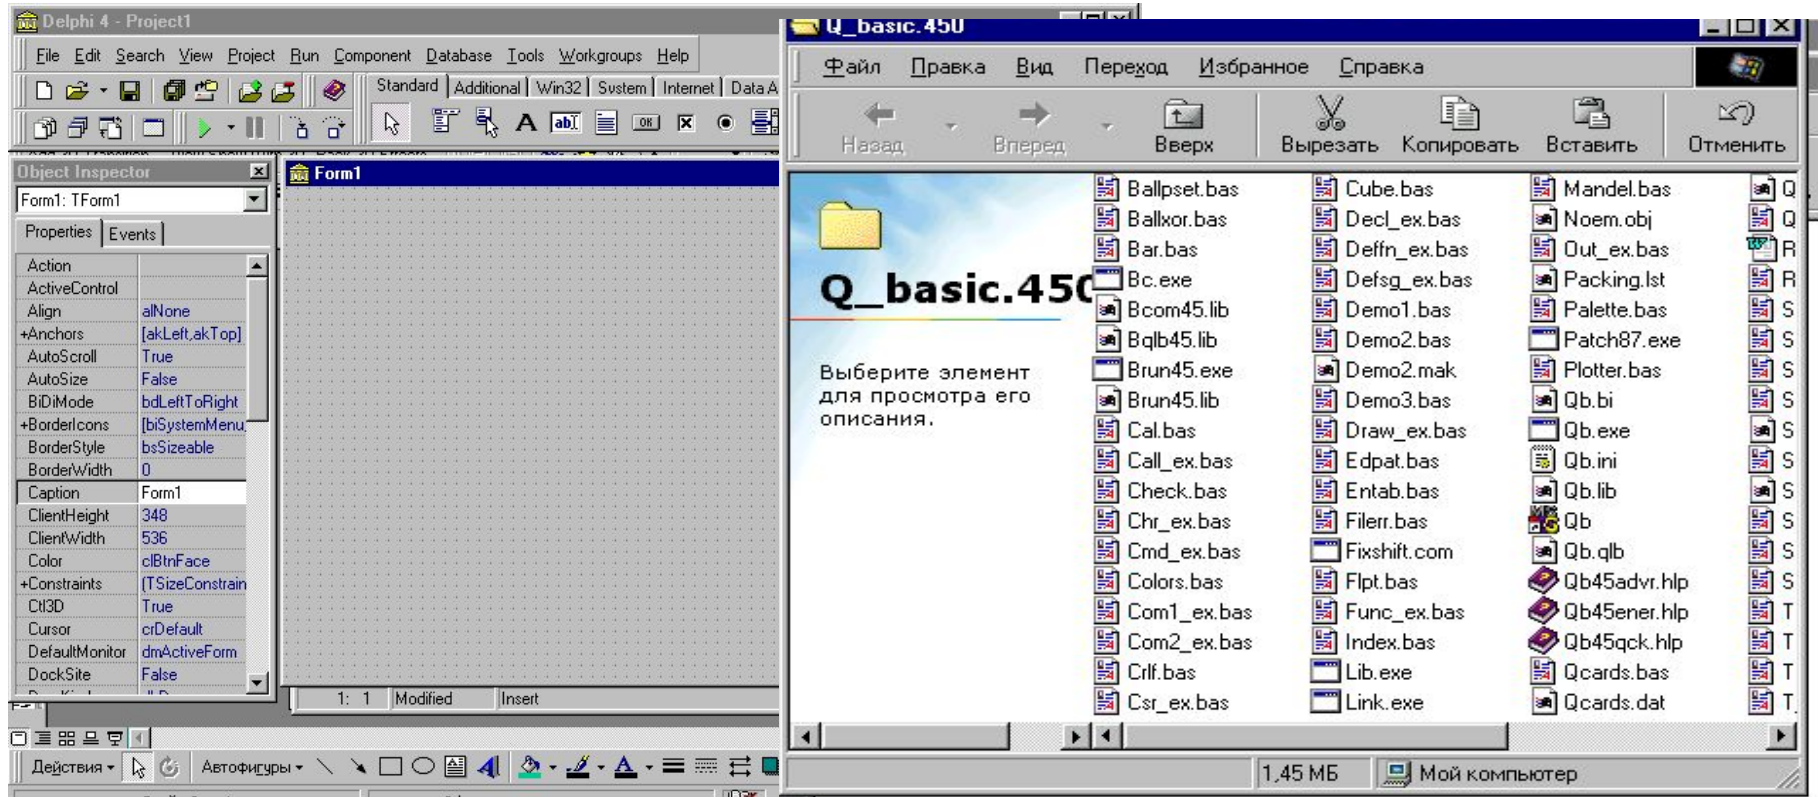 Delphi 4 - Project1
File Edit Search View Project Run Component Database Tools Workgroups Help
Standard Additional Win32 System Internet Data A
Object Inspector
Form1: TForm1
Properties Events
Action
ActiveControl
Align alNone
+Anchors [akLeft,akTop]
AutoScroll True
AutoSize False
BiDiMode bdLeftToRight
+BorderIcons [biSystemMenu,
BorderStyle bsSizeable
BorderWidth 0
Caption Form1
ClientHeight 348
ClientWidth 536
Color clBtnFace
+Constraints (TSizeConstrain
Ctl3D True
Cursor crDefault
DefaultMonitor dmActiveForm
DockSite False
Form1
1: 1 Modified Insert
Действия Автофигуры
Q_basic.450
Файл Правка Вид Переход Избранное Справка
Назад Вперед Вверх Вырезать Копировать Вставить Отменить
Q_basic.450
Выберите элемент
для просмотра его
описания.
Ballpset.bas Cube.bas Mandel.bas Q
Ballxor.bas Decl_ex.bas Noem.obj Q
Bar.bas Deffn_ex.bas Out_ex.bas R
Bc.exe Defsg_ex.bas Packing.lst R
Bcom45.lib Demo1.bas Palette.bas S
Bqlb45.lib Demo2.bas Patch87.exe S
Brun45.exe Demo2.mak Plotter.bas S
Brun45.lib Demo3.bas Qb.bi S
Cal.bas Draw_ex.bas Qb.exe S
Call_ex.bas Edpat.bas Qb.ini S
Check.bas Entab.bas Qb.lib S
Chr_ex.bas Filerr.bas Qb S
Cmd_ex.bas Fixshift.com Qb.qlb S
Colors.bas Flpt.bas Qb45advr.hlp S
Com1_ex.bas Func_ex.bas Qb45ener.hlp T
Com2_ex.bas Index.bas Qb45qck.hlp T
Crlf.bas Lib.exe Qcards.bas T
Csr_ex.bas Link.exe Qcards.dat T
1,45 МБ Мой компьютер